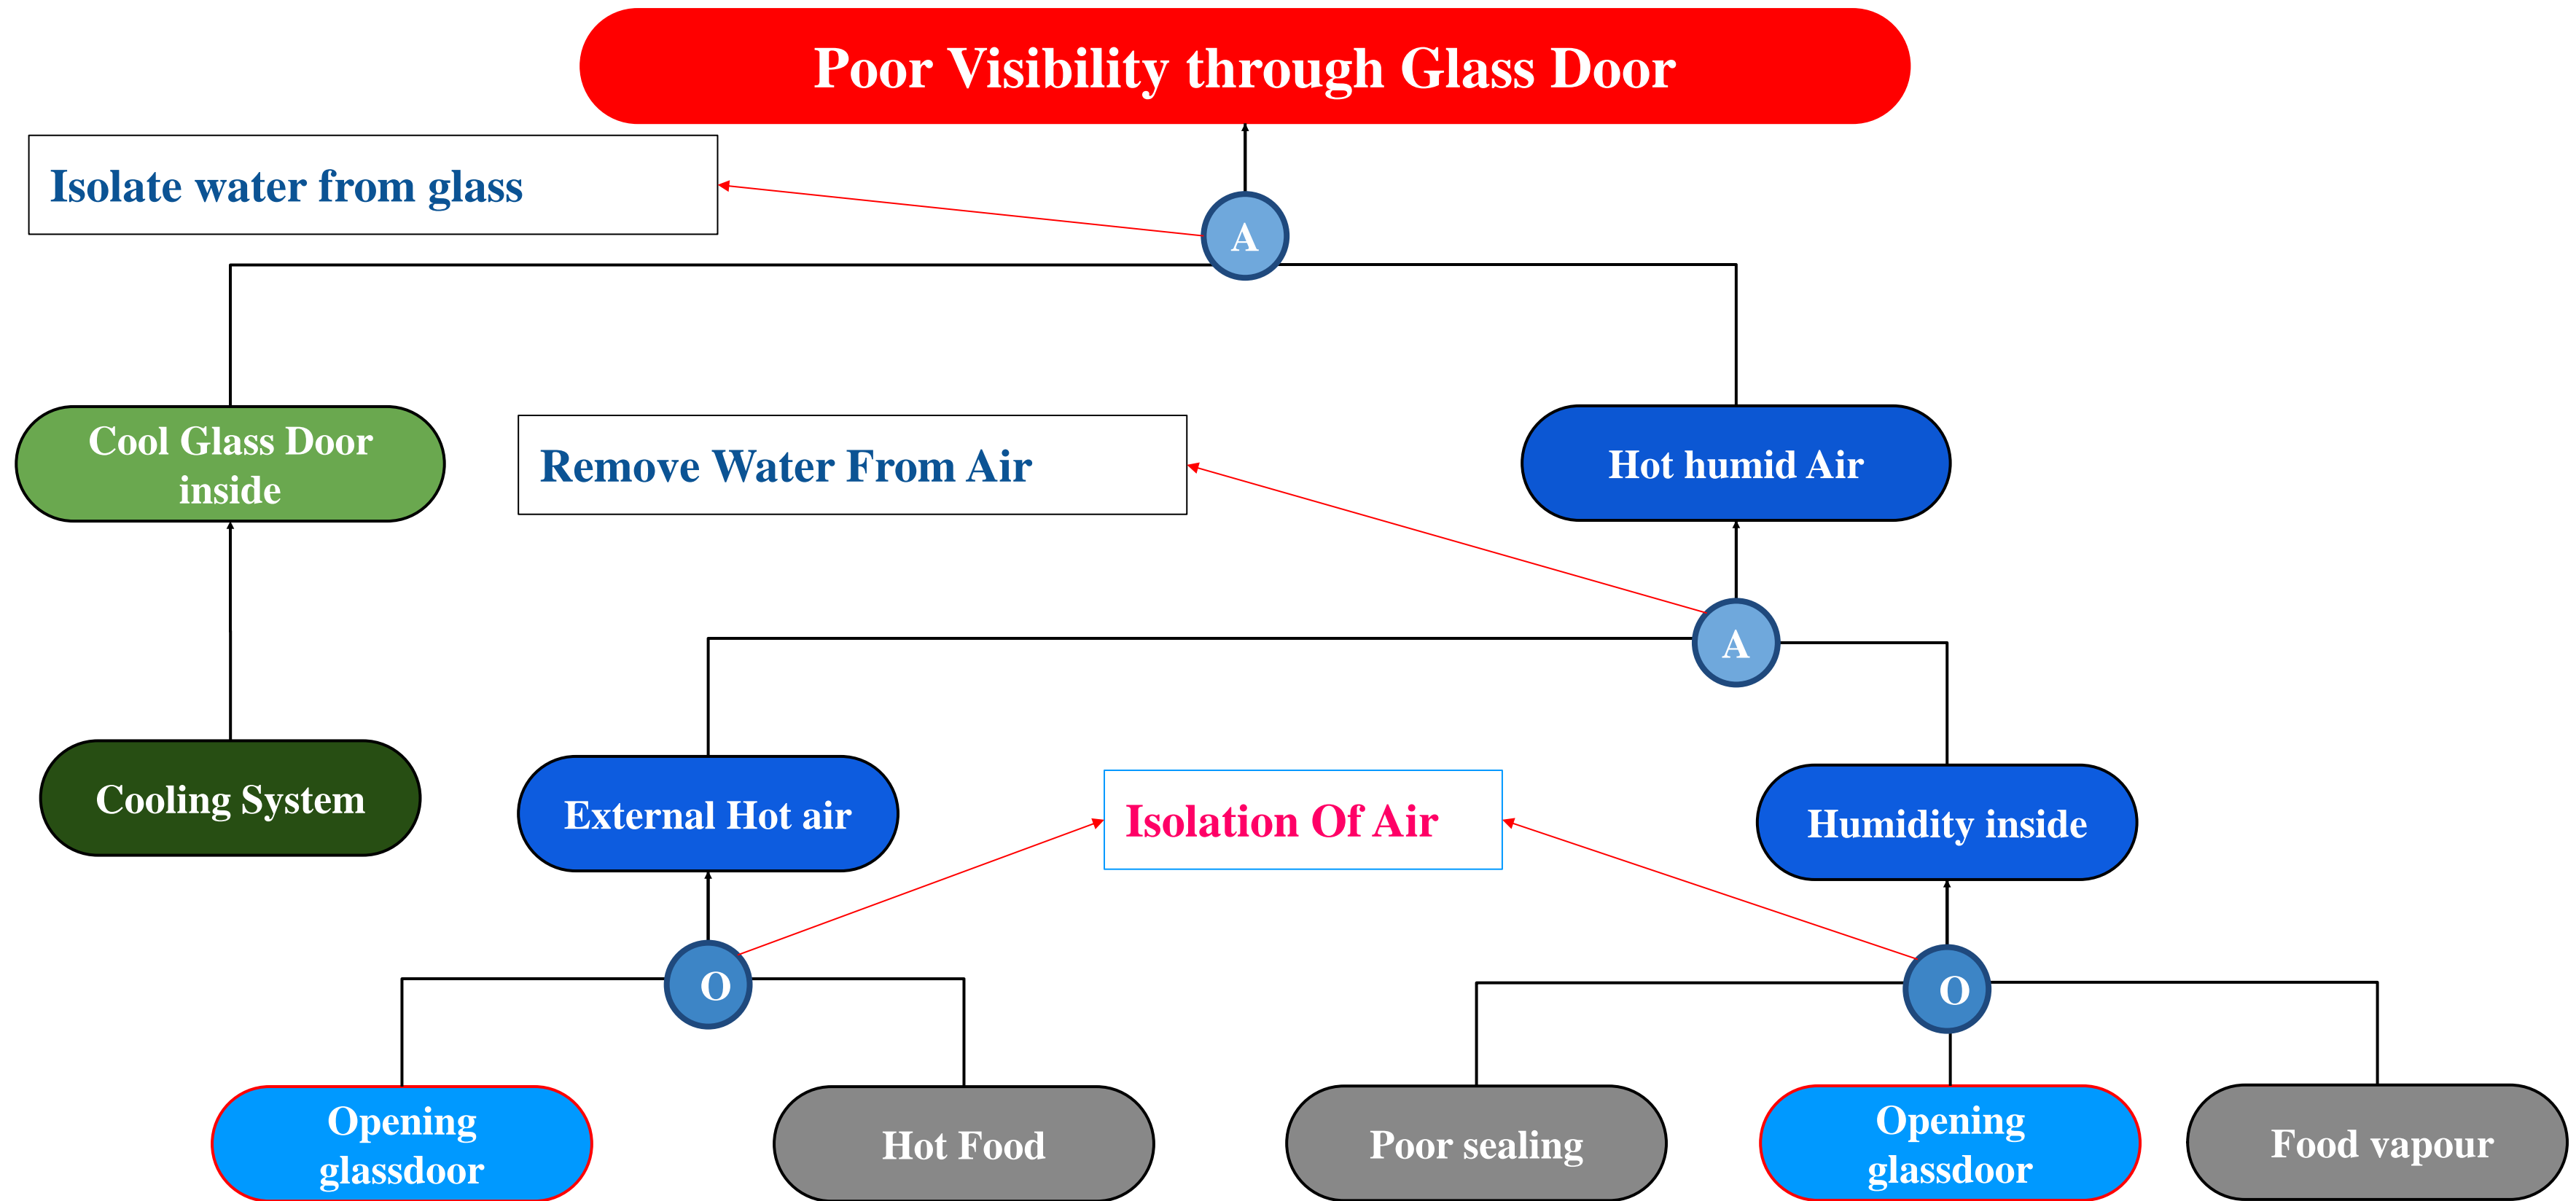 Poor Visibility through Glass Door
Isolate water from glass
A
Cool Glass Door
inside
Remove Water From Air
Hot humid Air
A
Cooling System
External Hot air
Isolation Of Air
Humidity inside
O
O
Opening
glassdoor
Hot Food
Poor sealing
Opening
glassdoor
Food vapour